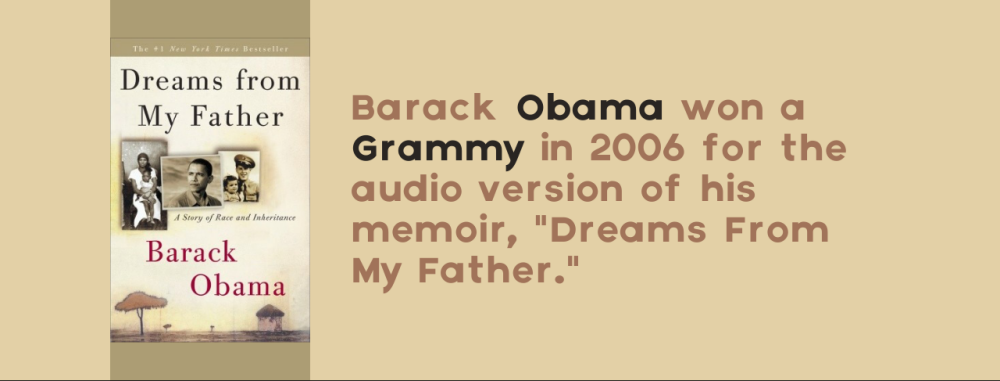 The #1 New York Times Bestseller
Dreams from
My Father
A Story of Race and Inheritance
Barack
Obama
Barack Obama won a
Grammy in 2006 for the
audio version of his
memoir, "Dreams From
My Father."